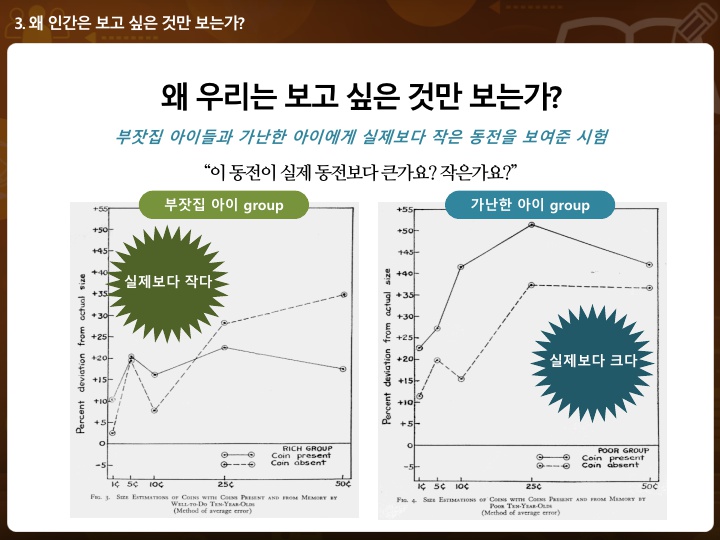 3. 왜 인간은 보고 싶은 것만 보는가?
왜 우리는 보고 싶은 것만 보는가?
부잣집 아이들과 가난한 아이에게 실제보다 작은 동전을 보여준 시험
“이 동전이 실제 동전보다 큰가요? 작은가요?”
부잣집 아이 group
+55
+50
+45
+40
+35
+30
+25
+20
+15
+10
+5
0
-5
Percent deviation from actual size
실제보다 작다
RICH GROUP
Coin present
Coin absent
1¢ 5¢ 10¢ 25¢ 50¢
Fig. 3. Size Estimations of Coins with Coins Present and from Memory by
Well-to-Do Ten-Year-Olds
(Method of average error)
가난한 아이 group
+55
+50
+45
+40
+35
+30
+25
+20
+15
+10
+5
0
-5
Percent deviation from actual size
실제보다 크다
POOR GROUP
Coin present
Coin absent
1¢ 5¢ 10¢ 25¢ 50¢
Fig. 4. Size Estimations of Coins with Coins Present and from Memory by
Poor Ten-Year-Olds
(Method of average error)